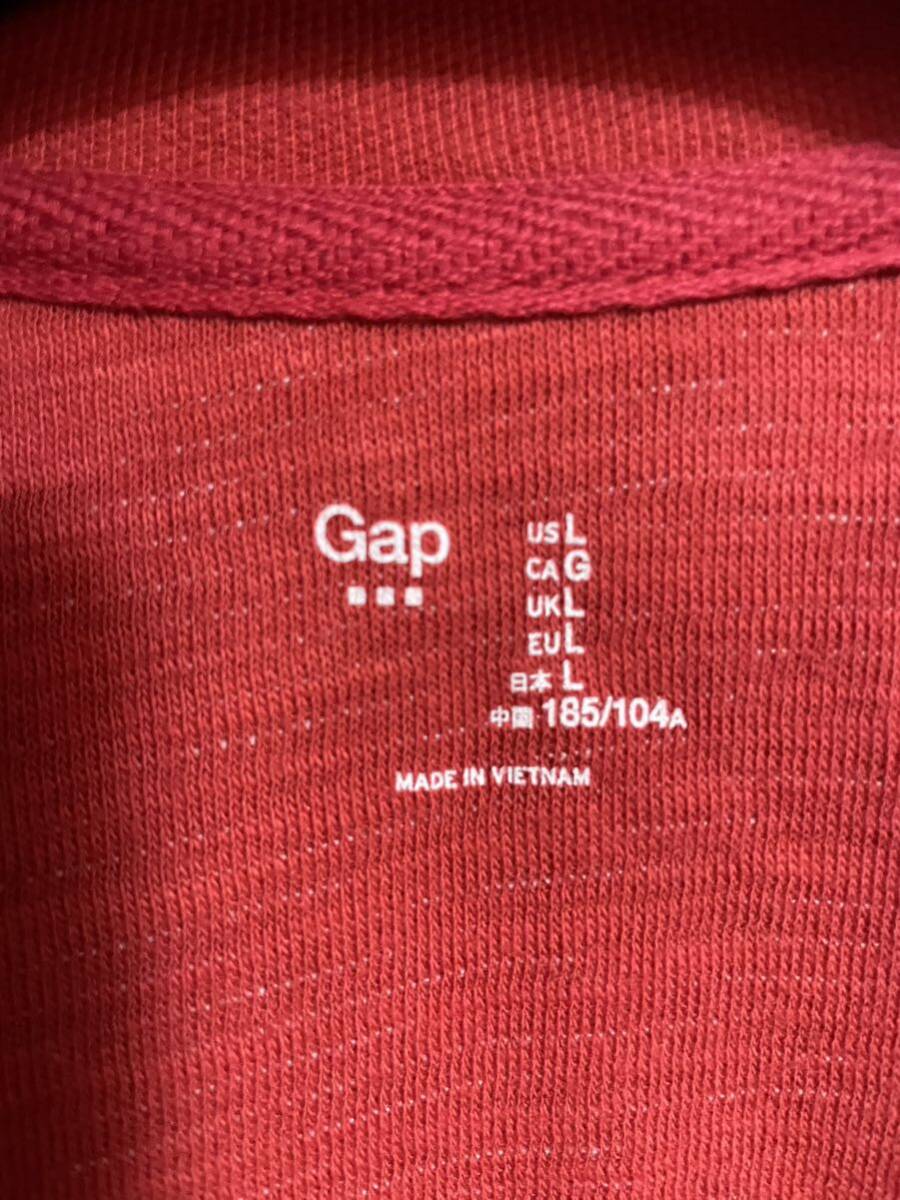 Gap
US L
CA G
UK L
EU L
日本 L
中国 185/104A
MADE IN VIETNAM